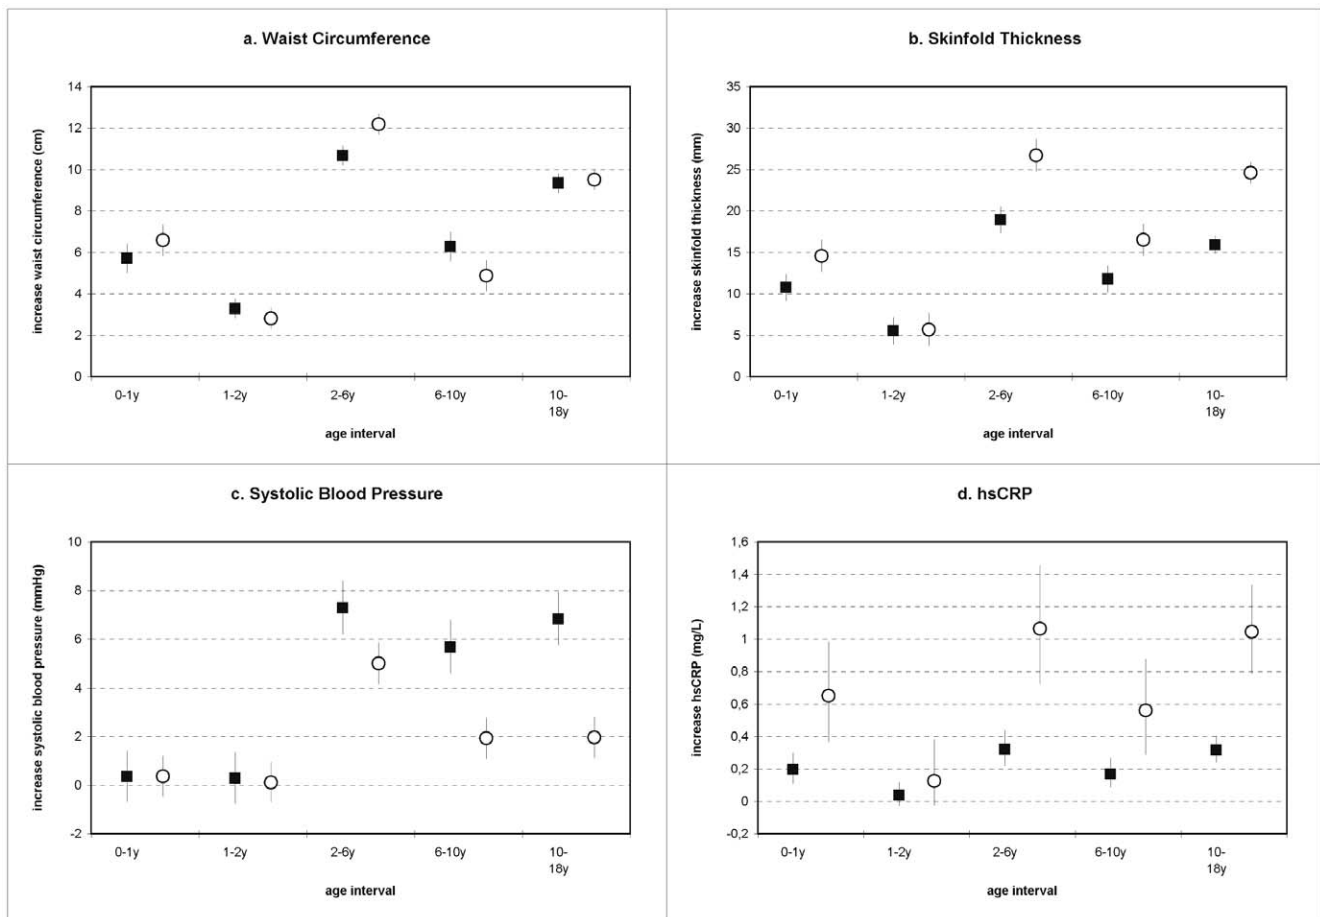 a. Waist Circumference
increase waist circumference (cm)
14
12
10
8
6
4
2
0
0-1y
1-2y
2-6y
6-10y
10-
18y
age interval
b. Skinfold Thickness
increase skinfold thickness (mm)
35
30
25
20
15
10
5
0
0-1y
1-2y
2-6y
6-10y
10-
18y
age interval
c. Systolic Blood Pressure
increase systolic blood pressure (mmHg)
10
8
6
4
2
0
-2
0-1y
1-2y
2-6y
6-10y
10-
18y
age interval
d. hsCRP
increase hsCRP (mg/L)
1,6
1,4
1,2
1
0,8
0,6
0,4
0,2
0
-0,2
0-1y
1-2y
2-6y
6-10y
10-
18y
age interval